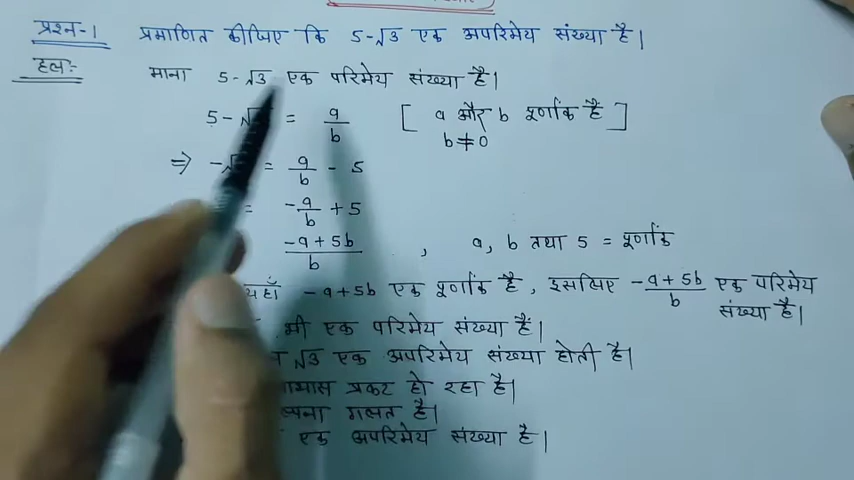 प्रश्न-1 प्रमाणित कीजिए कि 5-√3 एक अपरिमेय संख्या है।
हल:- माना 5-√3 एक परिमेय संख्या है।
5-√ = a/b [ a और b पूर्णांक है ]
b≠0
⇒ -√ = a/b - 5
= -a/b + 5
-a+5b/b , a, b तथा 5 = पूर्णांक
यहाँ -a+5b एक पूर्णांक है, इसलिए -a+5b/b एक परिमेय
संख्या है।
भी एक परिमेय संख्या है।
√3 एक अपरिमेय संख्या होती है।
प्रकट हो रहा है।
गलत है।
एक अपरिमेय संख्या है।